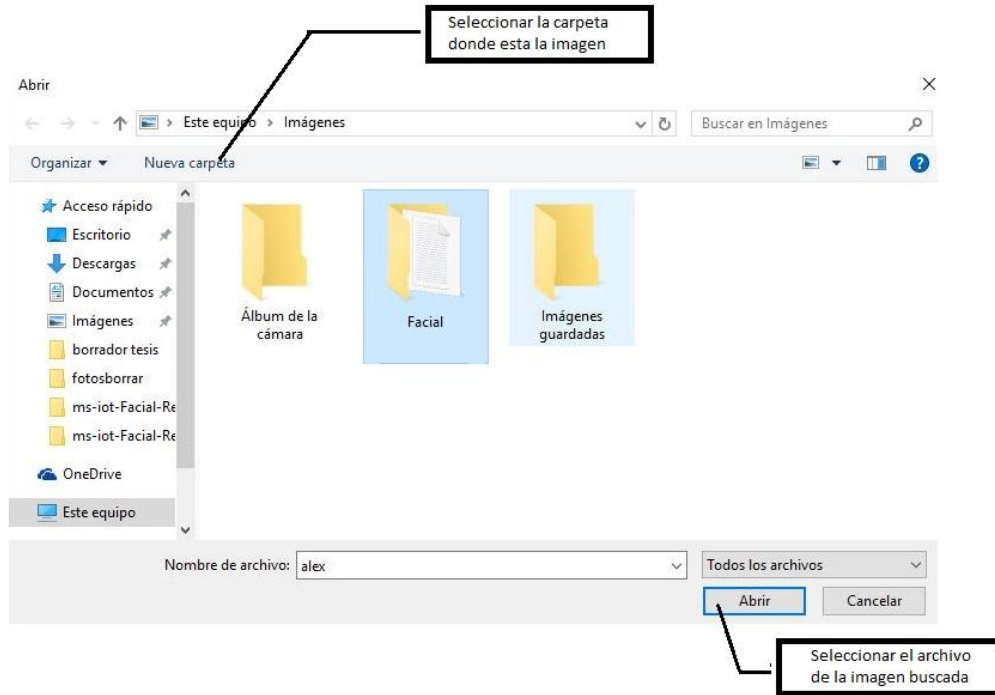 Seleccionar la carpeta
donde esta la imagen
Abrir
Este equipo > Imágenes
Buscar en Imágenes
Organizar
Nueva carpeta
Acceso rápido
Escritorio
Descargas
Documentos
Imágenes
borrador tesis
fotosborrar
ms-iot-Facial-Re
ms-iot-Facial-Re
OneDrive
Este equipo
Álbum de la
cámara
Facial
Imágenes
guardadas
Nombre de archivo: alex
Todos los archivos
Abrir
Cancelar
Seleccionar el archivo
de la imagen buscada